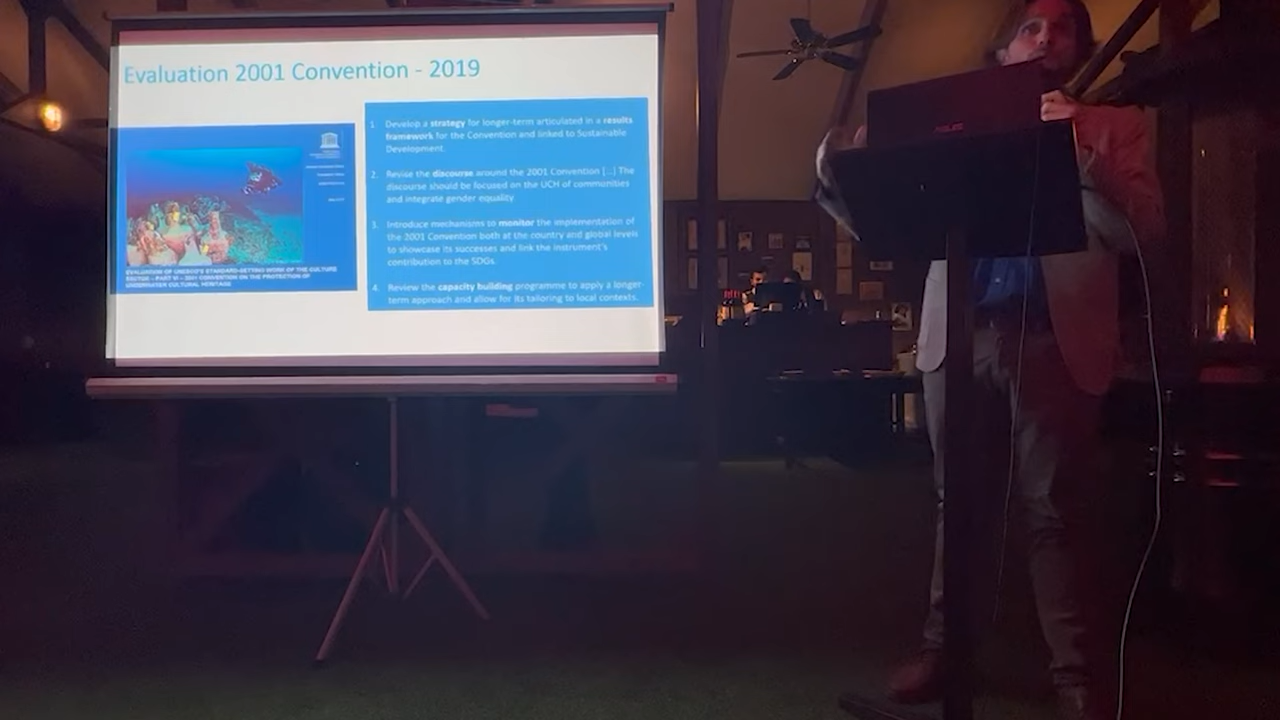 Evaluation 2001 Convention - 2019
1. Develop a strategy for longer-term articulated in a results
framework for the Convention and linked to Sustainable
Development.
2. Revise the discourse around the 2001 Convention [...] The
discourse should be focused on the UCH of communities
and integrate gender equality
3. Introduce mechanisms to monitor the implementation of
the 2001 Convention both at the country and global levels
to showcase its successes and link the instrument's
contribution to the SDGs.
4. Review the capacity building programme to apply a longer-
term approach and allow for its tailoring to local contexts.
EVALUATION OF UNESCO'S STANDARD-SETTING WORK OF THE CULTURE
SECTOR – PART VI – 2001 CONVENTION ON THE PROTECTION OF
UNDERWATER CULTURAL HERITAGE